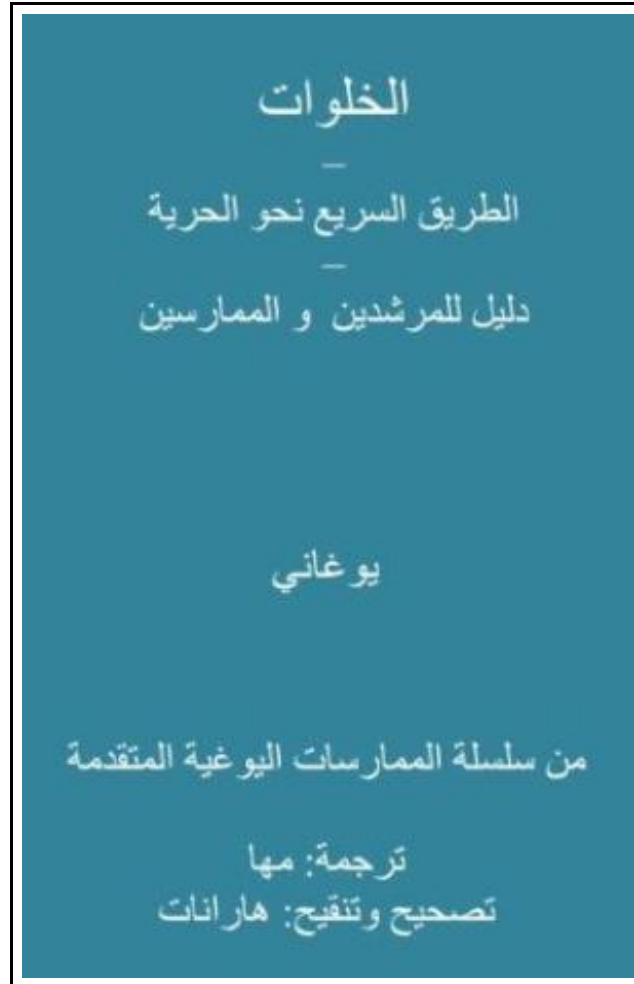 الخلوات
–
الطريق السريع نحو الحرية
–
دليل للمرشدين و الممارسين
يوغاني
من سلسلة الممارسات اليوغية المتقدمة
ترجمة: مها
تصحيح وتنقيح: هارانات